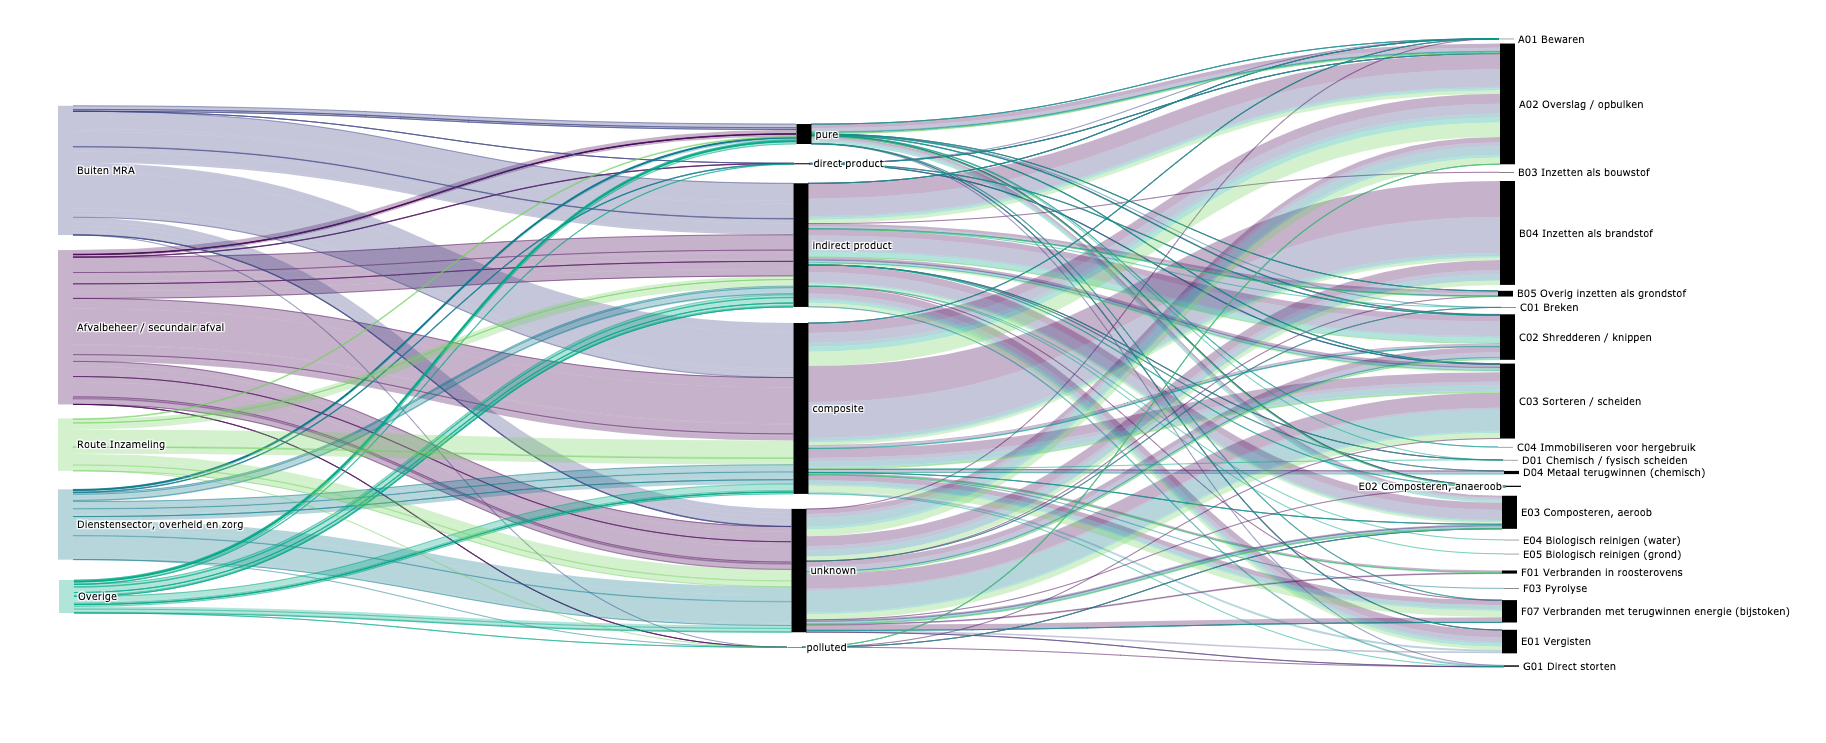 Buiten MRA
Afvalbeheer / secundair afval
Route Inzameling
Dienstensector, overheid en zorg
Overige
pure
direct product
indirect product
composite
unknown
polluted
A01 Bewaren
A02 Overslag / opbulken
B03 Inzetten als bouwstof
B04 Inzetten als brandstof
B05 Overig inzetten als grondstof
C01 Breken
C02 Shredderen / knippen
C03 Sorteren / scheiden
C04 Immobiliseren voor hergebruik
D01 Chemisch / fysisch scheiden
D04 Metaal terugwinnen (chemisch)
E02 Composteren, anaeroob
E03 Composteren, aeroob
E04 Biologisch reinigen (water)
E05 Biologisch reinigen (grond)
F01 Verbranden in roosterovens
F03 Pyrolyse
F07 Verbranden met terugwinnen energie (bijstoken)
E01 Vergisten
G01 Direct storten